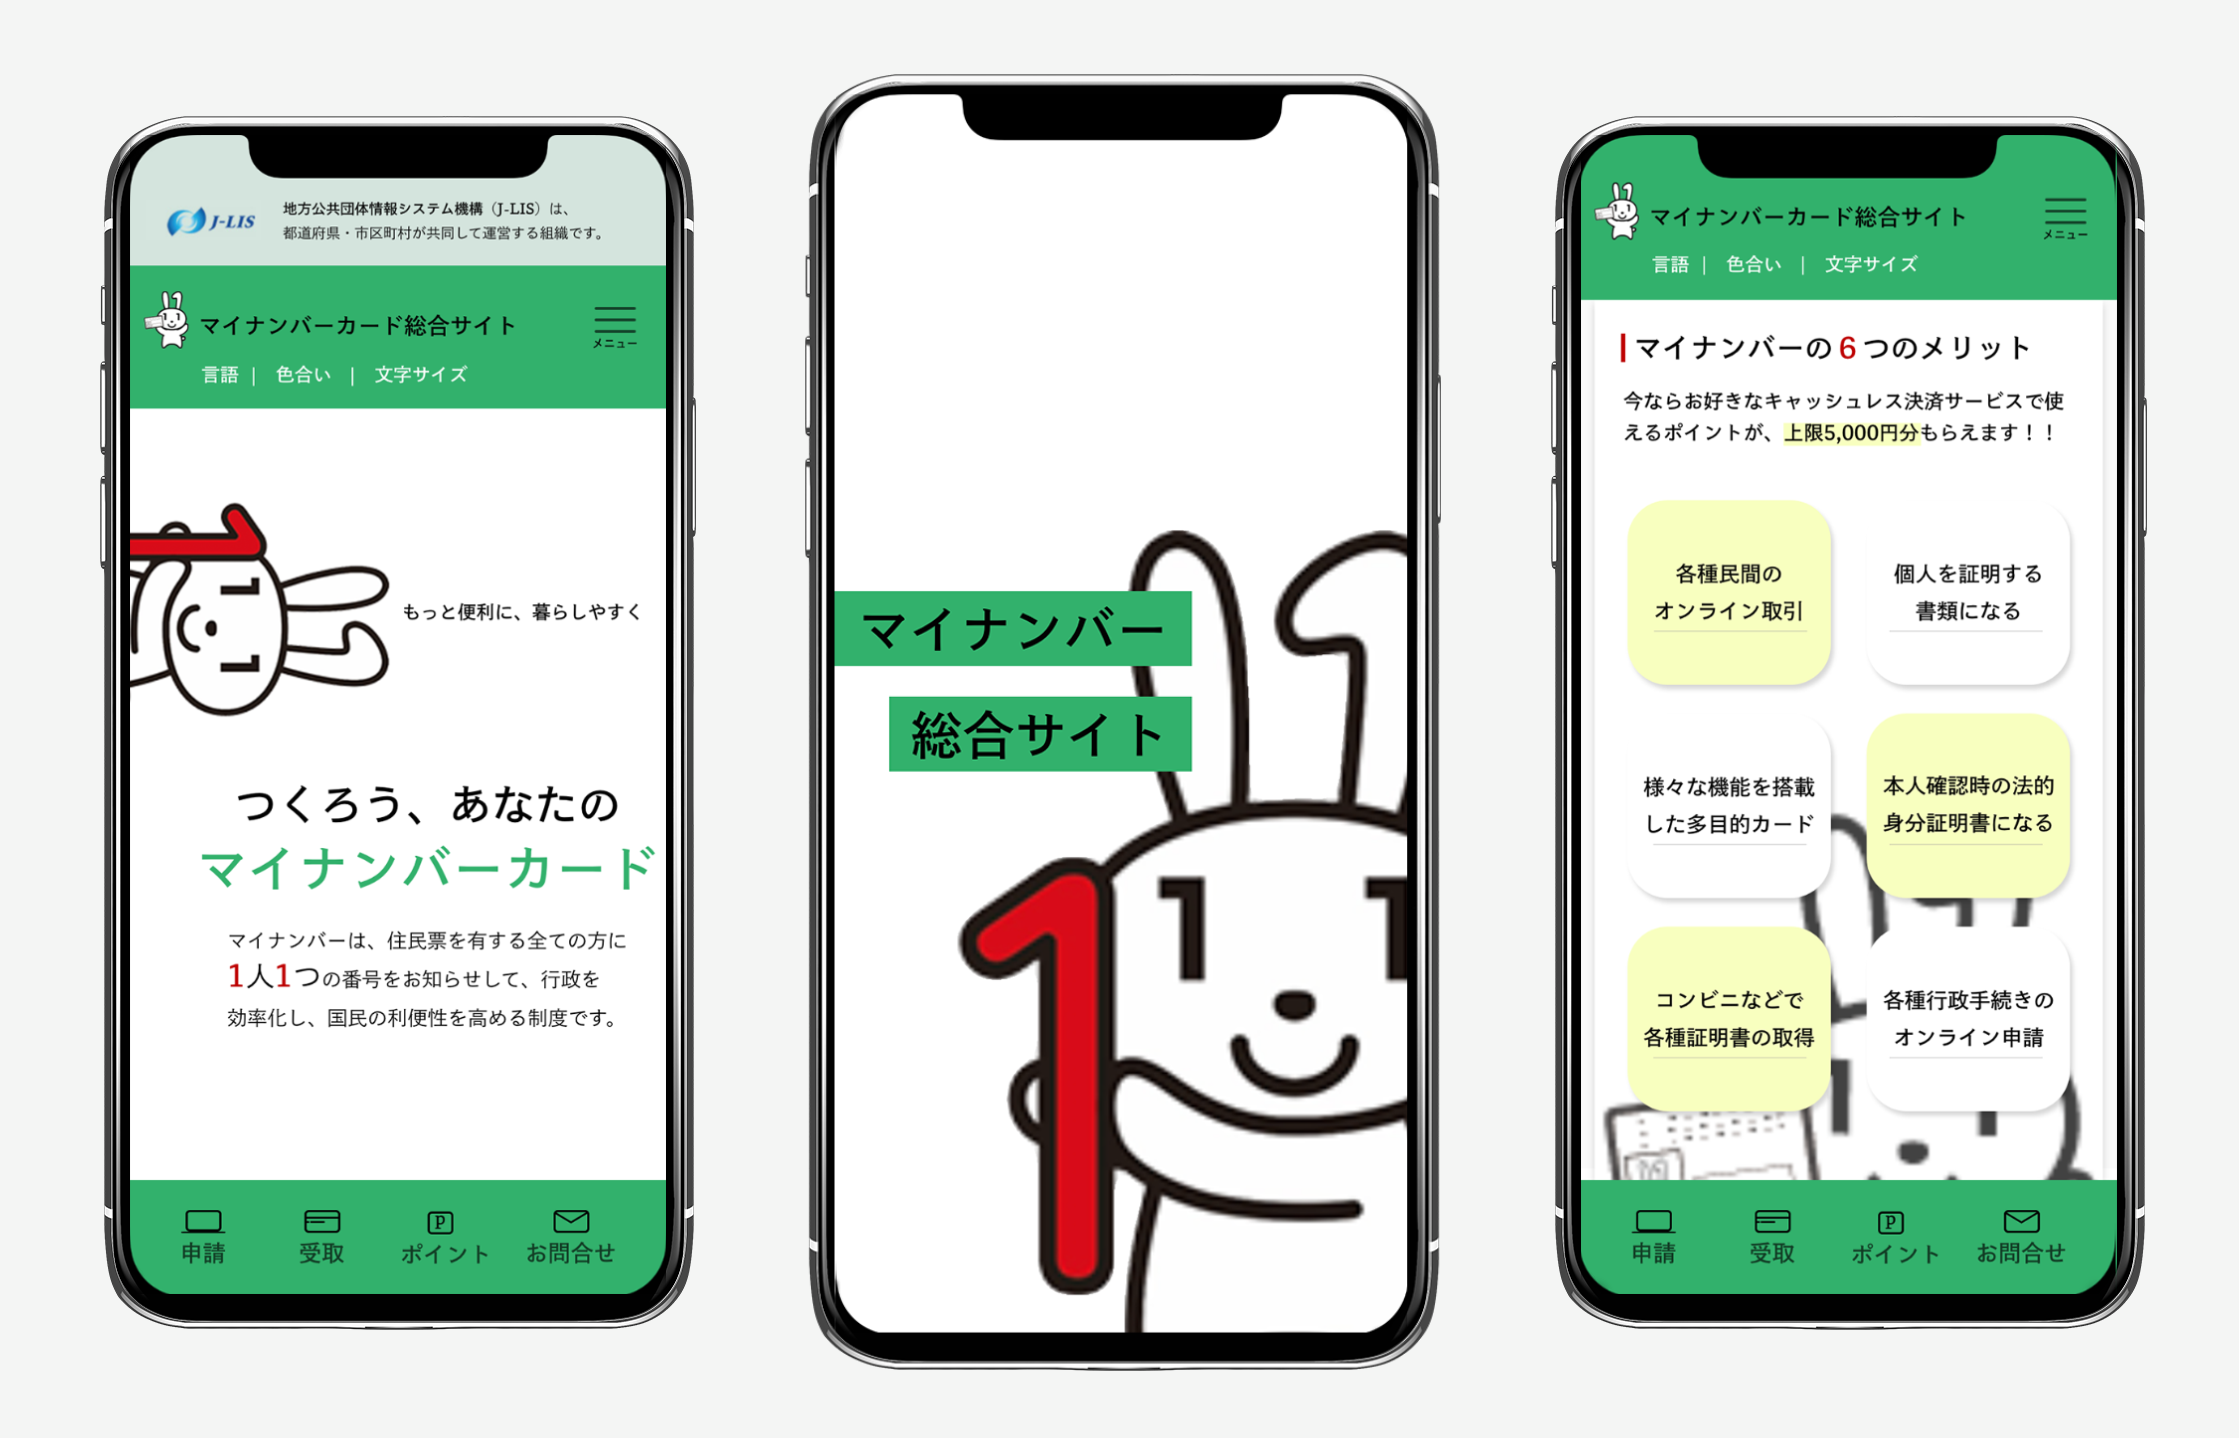 J-LIS
地方公共団体情報システム機構（J-LIS）は、
都道府県・市区町村が共同して運営する組織です。
マイナンバーカード総合サイト
メニュー
言語 | 色合い | 文字サイズ
もっと便利に、暮らしやすく
つくろう、あなたの
マイナンバーカード
マイナンバーは、住民票を有する全ての方に
1人1つの番号をお知らせして、行政を
効率化し、国民の利便性を高める制度です。
P
申請 受取 ポイント お問合せ
マイナンバー
総合サイト
1
マイナンバーカード総合サイト
メニュー
言語 | 色合い | 文字サイズ
マイナンバーの6つのメリット
今ならお好きなキャッシュレス決済サービスで使
えるポイントが、上限5,000円分もらえます！！
各種民間の
オンライン取引
個人を証明する
書類になる
様々な機能を搭載
した多目的カード
本人確認時の法的
身分証明書になる
コンビニなどで
各種証明書の取得
各種行政手続きの
オンライン申請
P
申請 受取 ポイント お問合せ